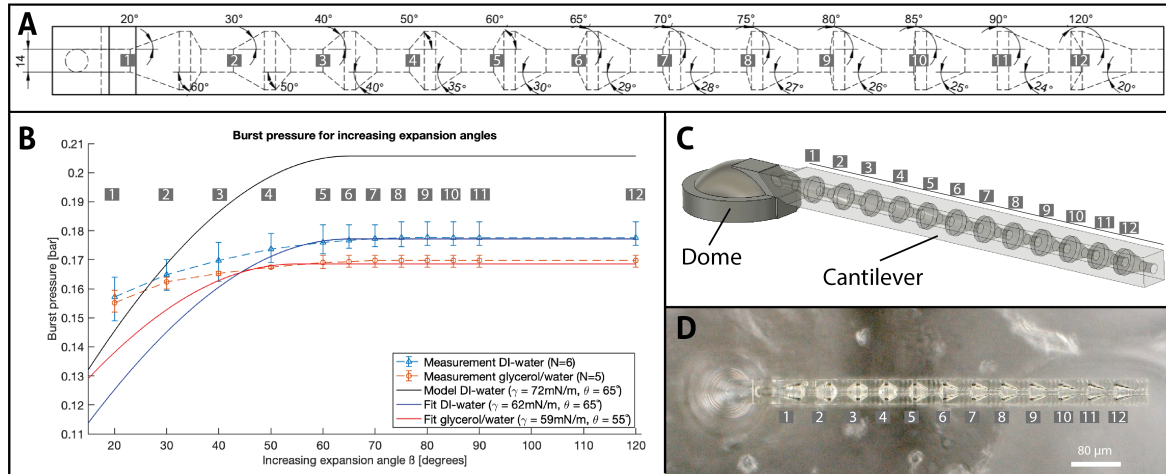 A
20° 30° 40° 50° 60° 65° 70° 75° 80° 85° 90° 120°
14
1 2 3 4 5 6 7 8 9 10 11 12
60° 50° 40° 35° 30° 29° 28° 27° 26° 25° 24° 20°
B
Burst pressure for increasing expansion angles
0.21
0.2
0.19
0.18
0.17
0.16
0.15
0.14
0.13
0.12
0.11
Burst pressure [bar]
1 2 3 4 5 6 7 8 9 10 11 12
Measurement DI-water (N=6)
Measurement glycerol/water (N=5)
Model DI-water (γ = 72mN/m, θ = 65°)
Fit DI-water (γ = 62mN/m, θ = 65°)
Fit glycerol/water (γ = 59mN/m, θ = 55°)
20 30 40 50 60 70 80 90 100 110 120
Increasing expansion angle ß [degrees]
C
1 2 3 4 5 6 7 8 9 10 11 12
Dome
Cantilever
D
1 2 3 4 5 6 7 8 9 10 11 12
80 µm